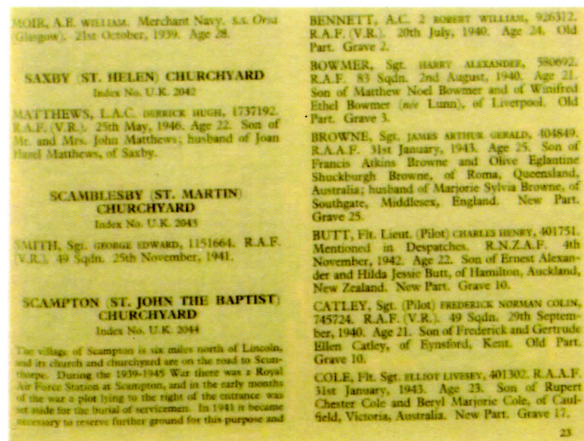 MOIR, A.B. WILLIAM. Merchant Navy. s.s. Orsa
(Glasgow). 21st October, 1939. Age 28.
SAXBY (ST. HELEN) CHURCHYARD
Index No. U.K. 2042
MATTHEWS, L.A.C. DERRICK HUGH, 1737192.
R.A.F. (V.R.). 25th May, 1946. Age 22. Son of
Mr. and Mrs. John Matthews; husband of Joan
Hazel Matthews, of Saxby.
SCAMBLESBY (ST. MARTIN)
CHURCHYARD
Index No. U.K. 2043
SMITH, Sgt. GEORGE EDWARD, 1151664. R.A.F.
(V.R.). 49 Sqdn. 25th November, 1941.
SCAMPTON (ST. JOHN THE BAPTIST)
CHURCHYARD
Index No. U.K. 2044
The village of Scampton is six miles north of Lincoln,
and its church and churchyard are on the road to Scun-
thorpe. During the 1939-1945 War there was a Royal
Air Force Station at Scampton, and in the early months
of the war a plot lying to the right of the entrance was
set aside for the burial of servicemen. In 1941 it became
necessary to reserve further ground for this purpose and
BENNETT, A.C. 2 ROBERT WILLIAM, 926312.
R.A.F. (V.R.). 20th July, 1940. Age 24. Old
Part. Grave 2.
BOWMER, Sgt. HARRY ALEXANDER, 580692.
R.A.F. 83 Sqdn. 2nd August, 1940. Age 21.
Son of Matthew Noel Bowmer and of Winifred
Ethel Bowmer (née Lunn), of Liverpool. Old
Part. Grave 3.
BROWNE, Sgt. JAMES ARTHUR GERALD, 404849.
R.A.A.F. 31st January, 1943. Age 25. Son of
Francis Atkins Browne and Olive Eglantine
Shuckburgh Browne, of Roma, Queensland,
Australia; husband of Marjorie Sylvia Browne, of
Southgate, Middlesex, England. New Part.
Grave 25.
BUTT, Flt. Lieut. (Pilot) CHARLES HENRY, 401751.
Mentioned in Despatches. R.N.Z.A.F. 4th
November, 1942. Age 22. Son of Ernest Alexan-
der and Hilda Jessie Butt, of Hamilton, Auckland,
New Zealand. New Part. Grave 10.
CATLEY, Sgt. (Pilot) FREDERICK NORMAN COLIN,
745724. R.A.F. (V.R.). 49 Sqdn. 29th Septem-
ber, 1940. Age 21. Son of Frederick and Gertrude
Ellen Catley, of Eynsford, Kent. Old Part.
Grave 10.
COLE, Flt. Sgt. ELLIOT LIVESEY, 401302. R.A.A.F.
31st January, 1943. Age 23. Son of Rupert
Chester Cole and Beryl Marjorie Cole, of Caul-
field, Victoria, Australia. New Part. Grave 17.
23